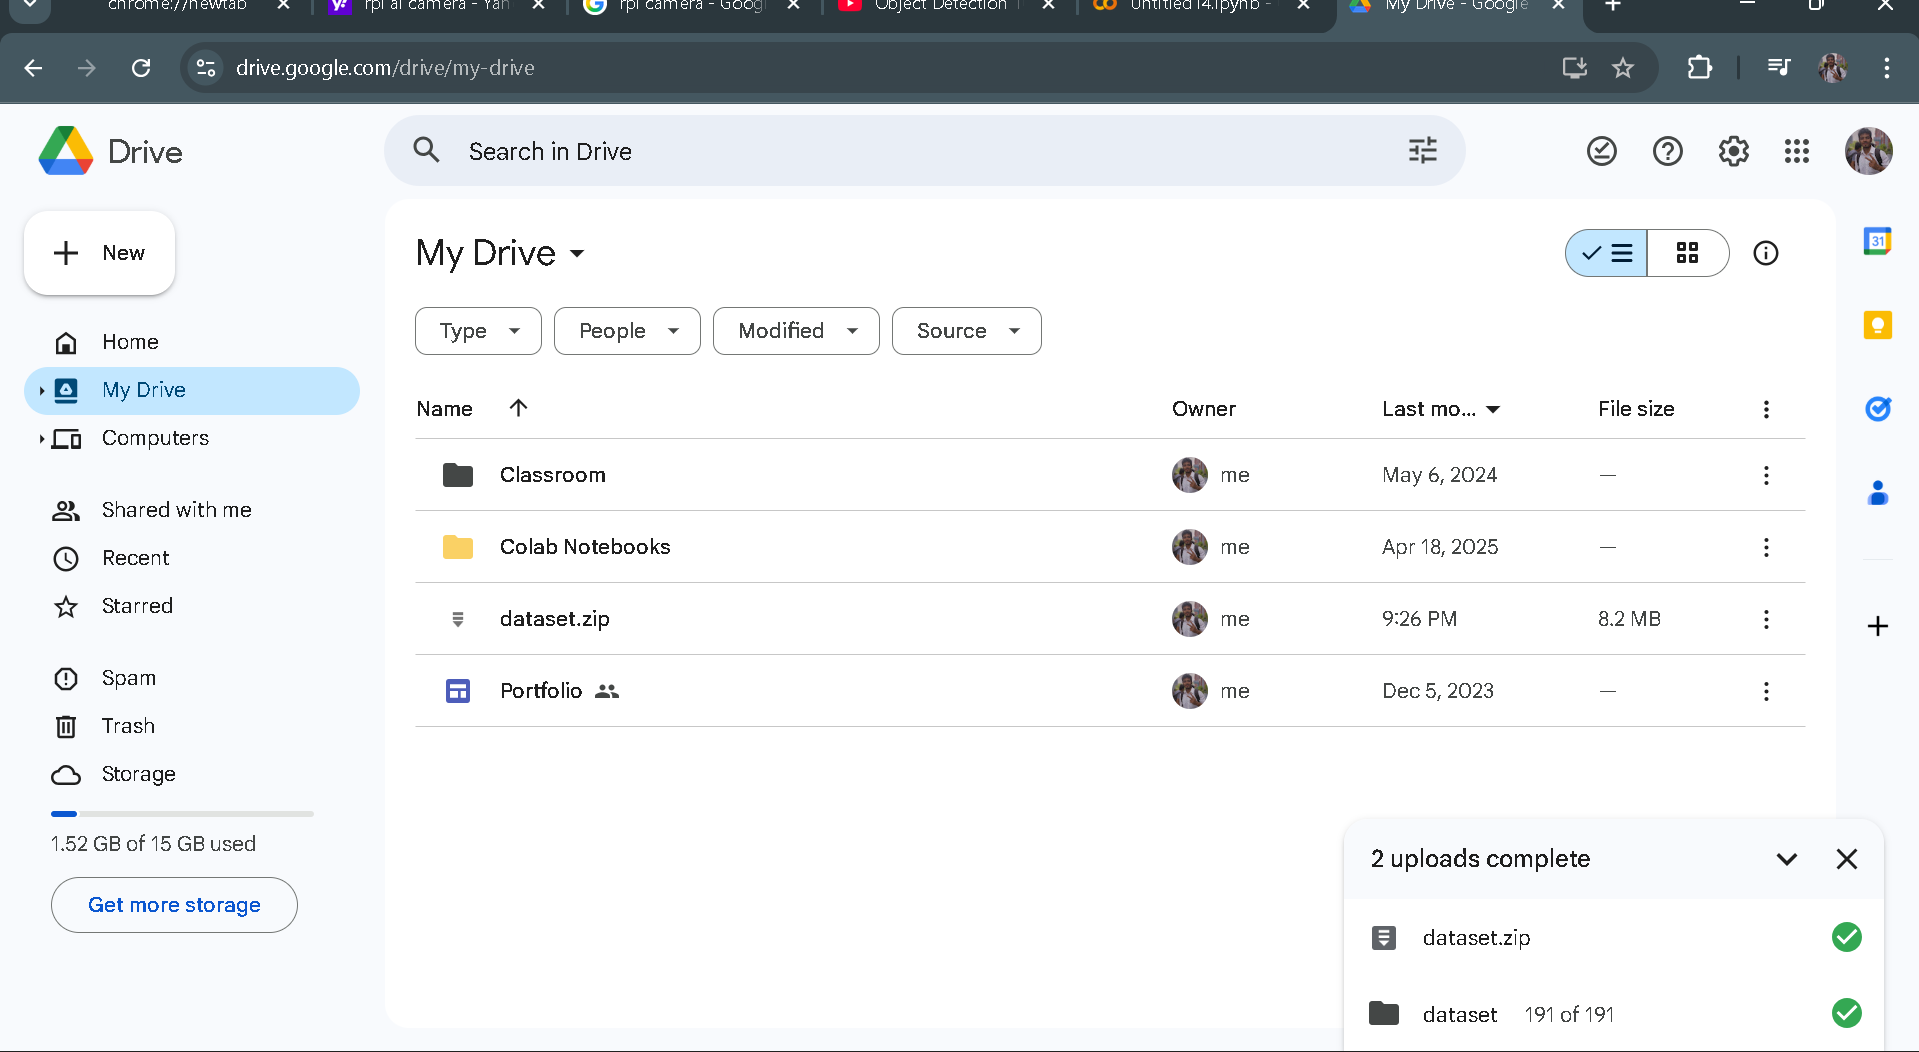 chrome://newtab
rpi ai camera - Yah
rpi camera - Googl
Object Detection
Untitled14.ipynb -
My Drive - Google
drive.google.com/drive/my-drive
Drive
Search in Drive
New
My Drive
31
Type
People
Modified
Source
Home
My Drive
Computers
Shared with me
Recent
Starred
Spam
Trash
Storage
1.52 GB of 15 GB used
Get more storage
Name
Owner
Last mo...
File size
Classroom
me
May 6, 2024
—
Colab Notebooks
me
Apr 18, 2025
—
dataset.zip
me
9:26 PM
8.2 MB
Portfolio
me
Dec 5, 2023
—
2 uploads complete
dataset.zip
dataset 191 of 191